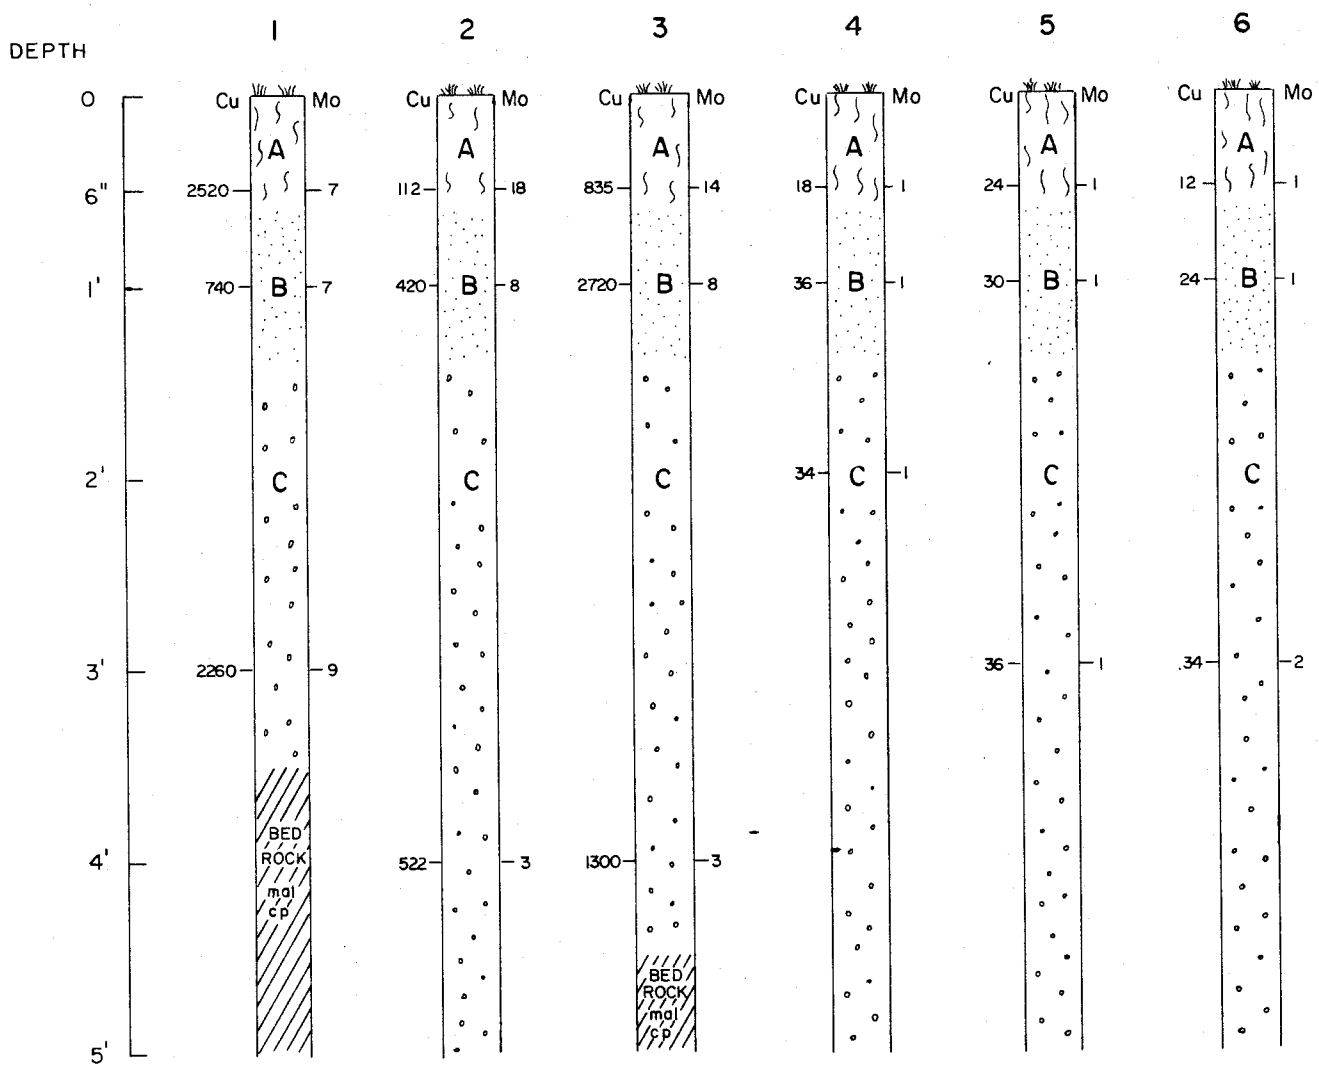 1 2 3 4 5 6
DEPTH
0 Cu Mo Cu Mo Cu Mo Cu Mo Cu Mo Cu Mo
A A A A A A
6" 2520 7 112 18 835 14 18 1 24 1 12 1
1' 740 B 7 420 B 8 2720 B 8 36 B 1 30 B 1 24 B 1
2' C C C 34 C 1 C C
3' 2260 9 36 1 34 2
BED
ROCK
4' 522 3 1300 3
mal
cp
BED
ROCK
mal
cp
5'